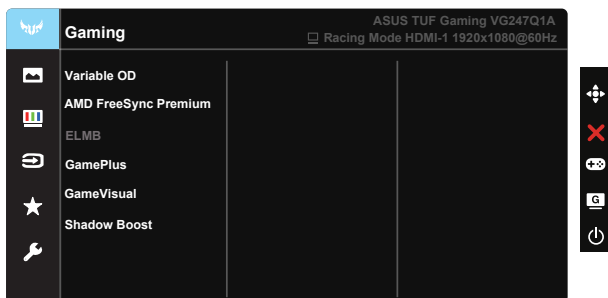 Gaming
ASUS TUF Gaming VG247Q1A
Racing Mode HDMI-1 1920x1080@60Hz
Variable OD
AMD FreeSync Premium
ELMB
GamePlus
GameVisual
Shadow Boost
G